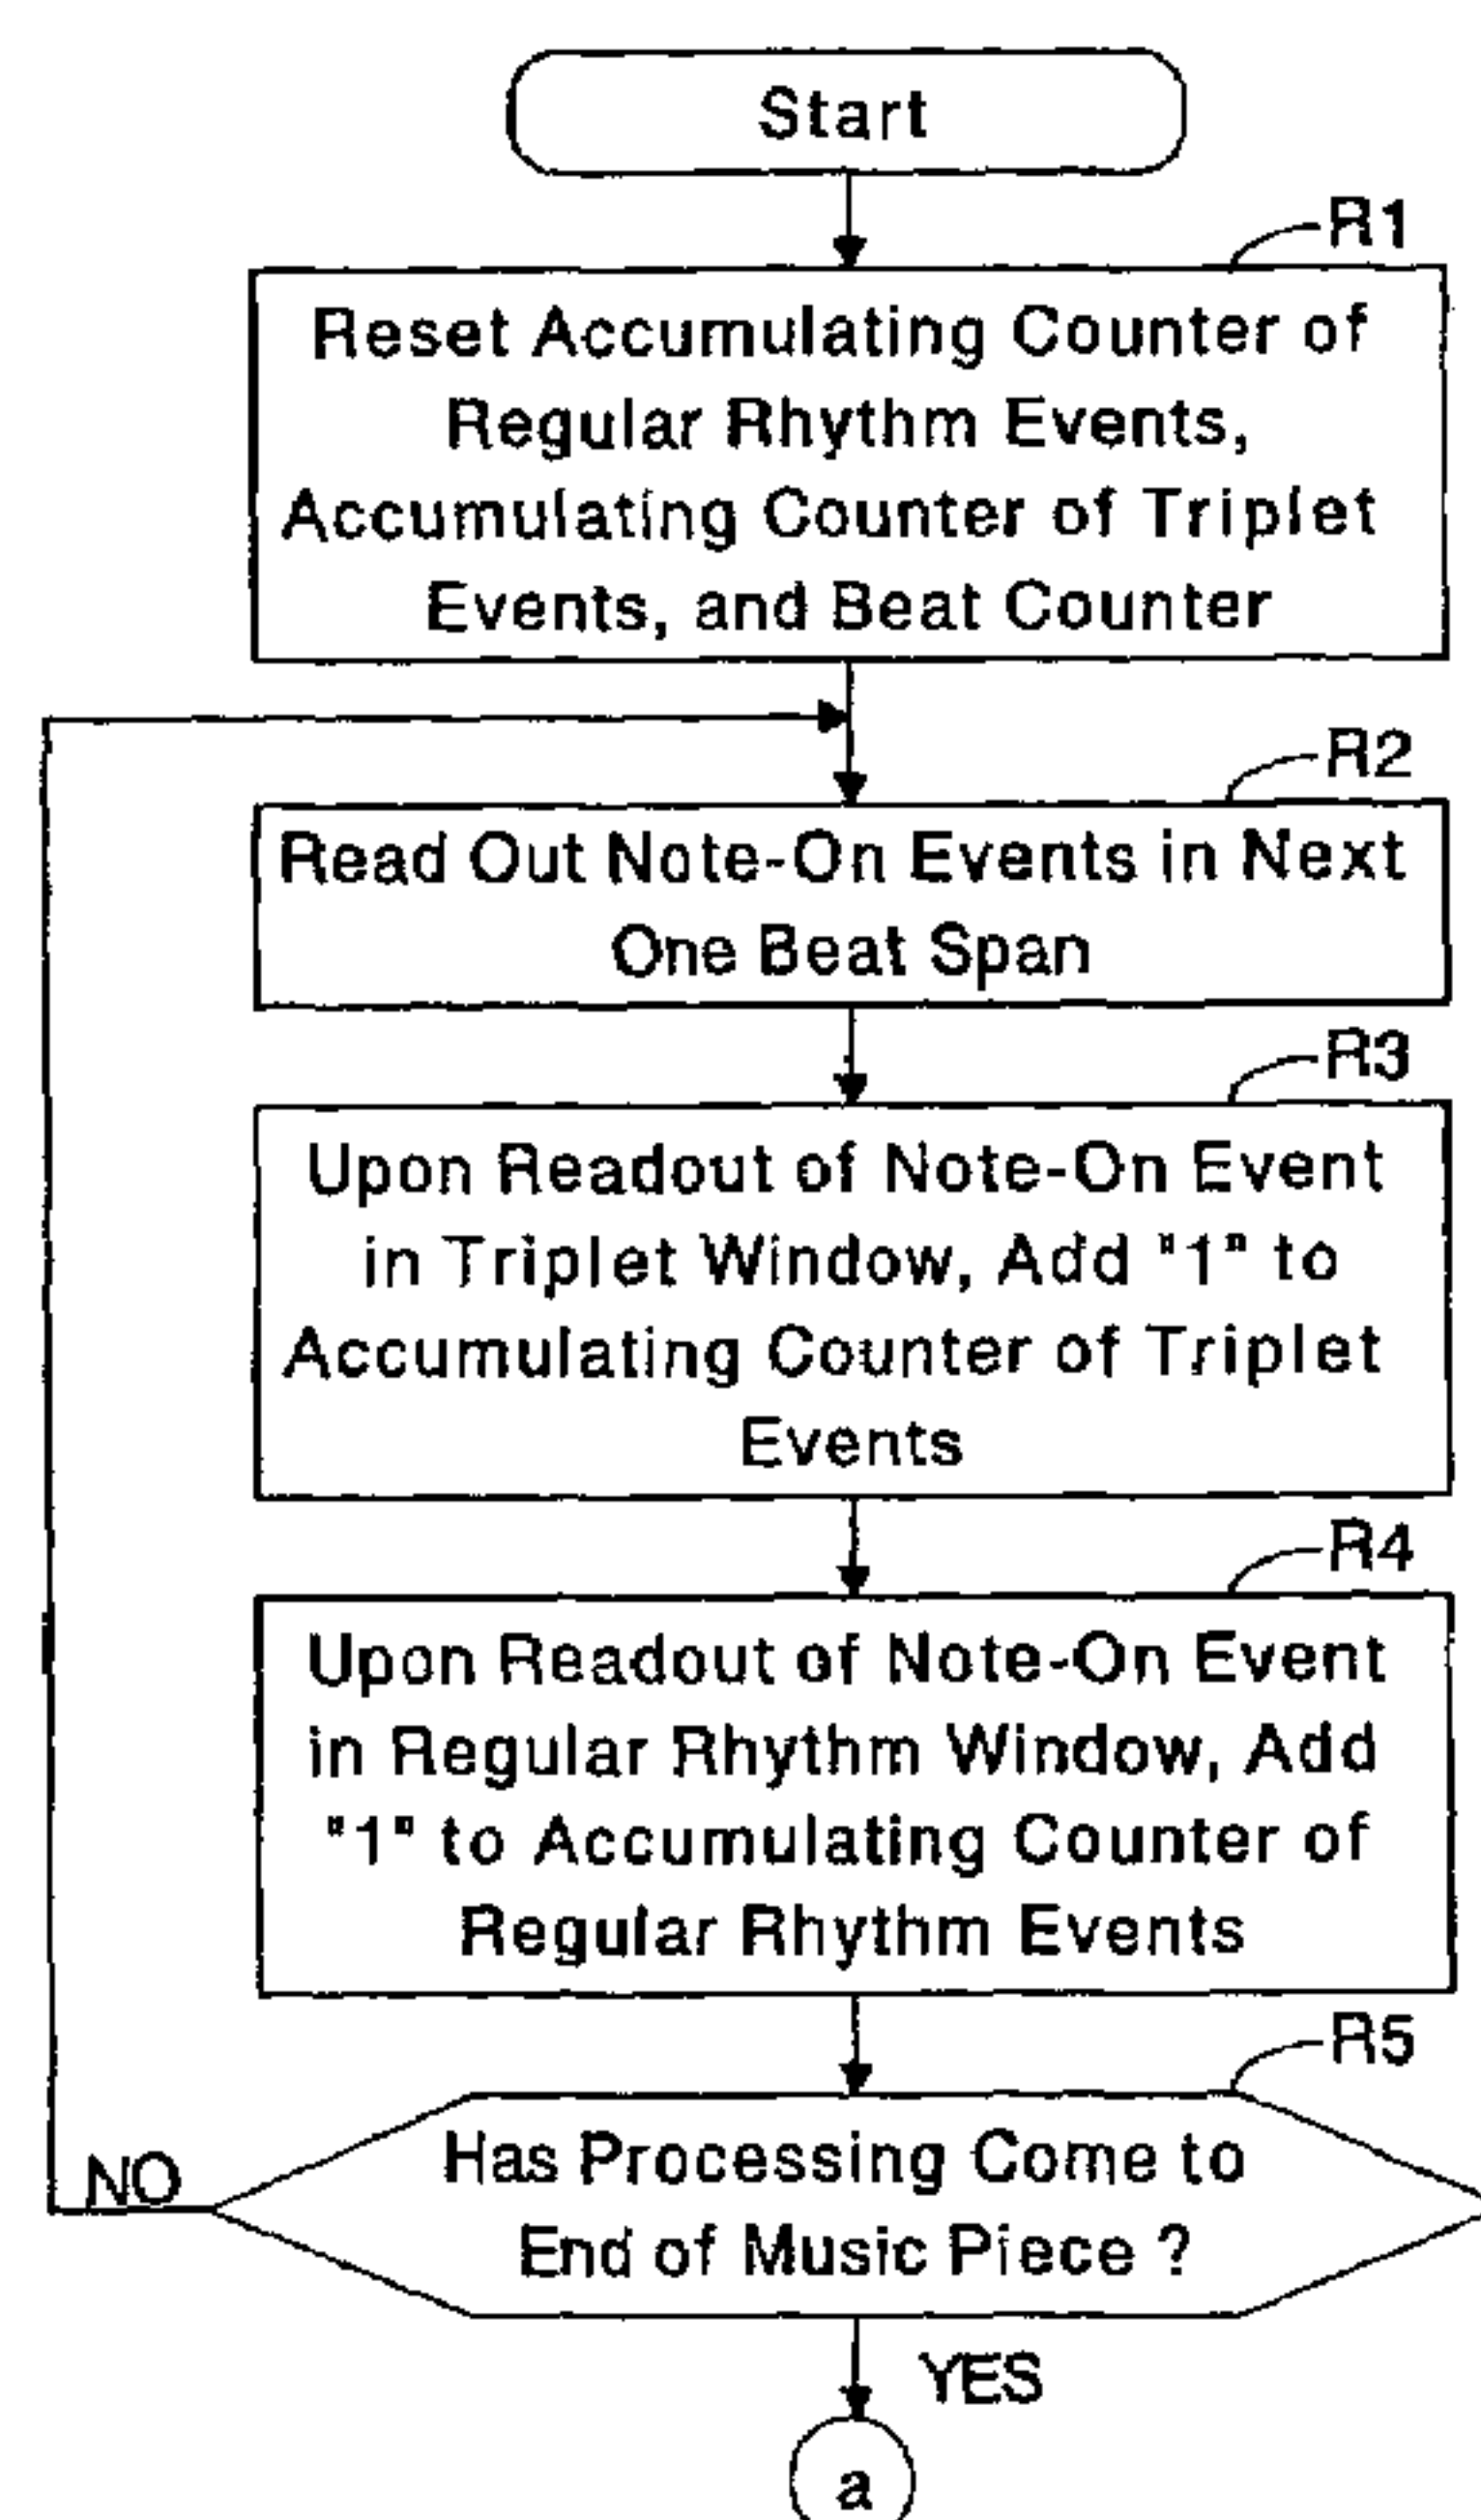 Start
R1
Reset Accumulating Counter of
Regular Rhythm Events,
Accumulating Counter of Triplet
Events, and Beat Counter
R2
Read Out Note-On Events in Next
One Beat Span
R3
Upon Readout of Note-On Event
in Triplet Window, Add "1" to
Accumulating Counter of Triplet
Events
R4
Upon Readout of Note-On Event
in Regular Rhythm Window, Add
"1" to Accumulating Counter of
Regular Rhythm Events
R5
Has Processing Come to
End of Music Piece ?
NO
YES
a